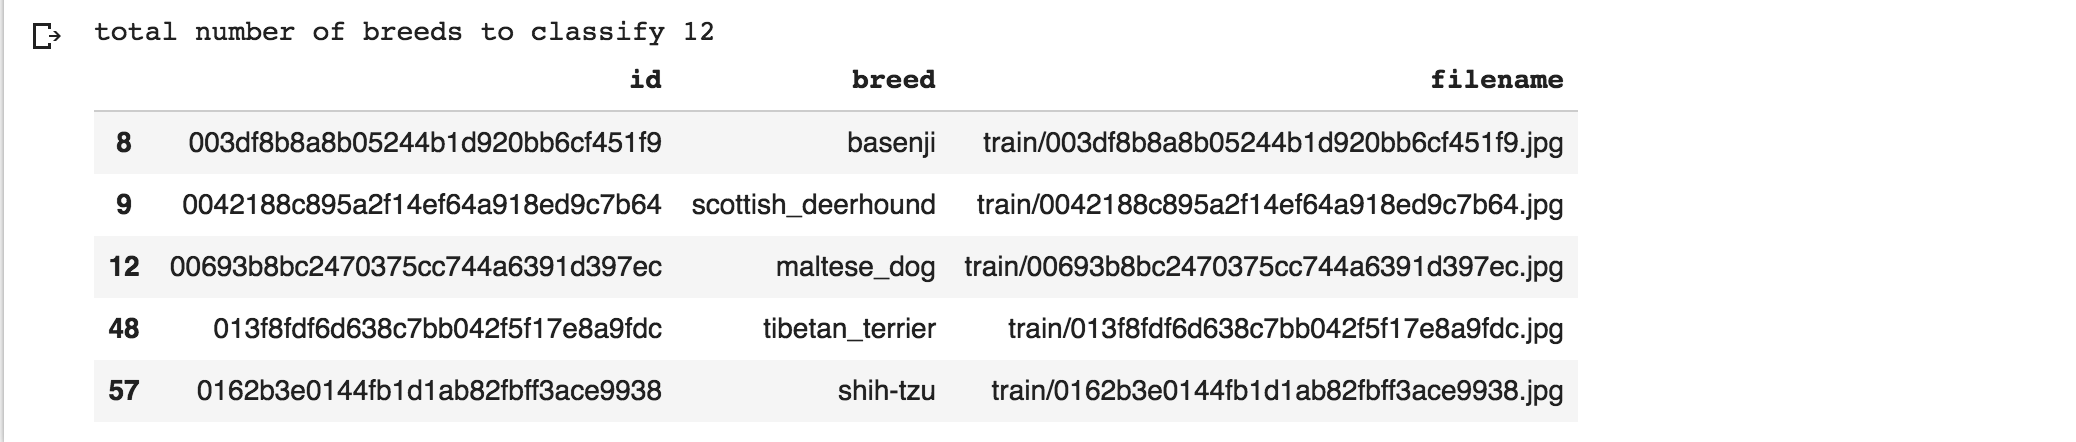 total number of breeds to classify 12
id breed filename
8 003df8b8a8b05244b1d920bb6cf451f9 basenji train/003df8b8a8b05244b1d920bb6cf451f9.jpg
9 0042188c895a2f14ef64a918ed9c7b64 scottish_deerhound train/0042188c895a2f14ef64a918ed9c7b64.jpg
12 00693b8bc2470375cc744a6391d397ec maltese_dog train/00693b8bc2470375cc744a6391d397ec.jpg
48 013f8fdf6d638c7bb042f5f17e8a9fdc tibetan_terrier train/013f8fdf6d638c7bb042f5f17e8a9fdc.jpg
57 0162b3e0144fb1d1ab82fbff3ace9938 shih-tzu train/0162b3e0144fb1d1ab82fbff3ace9938.jpg